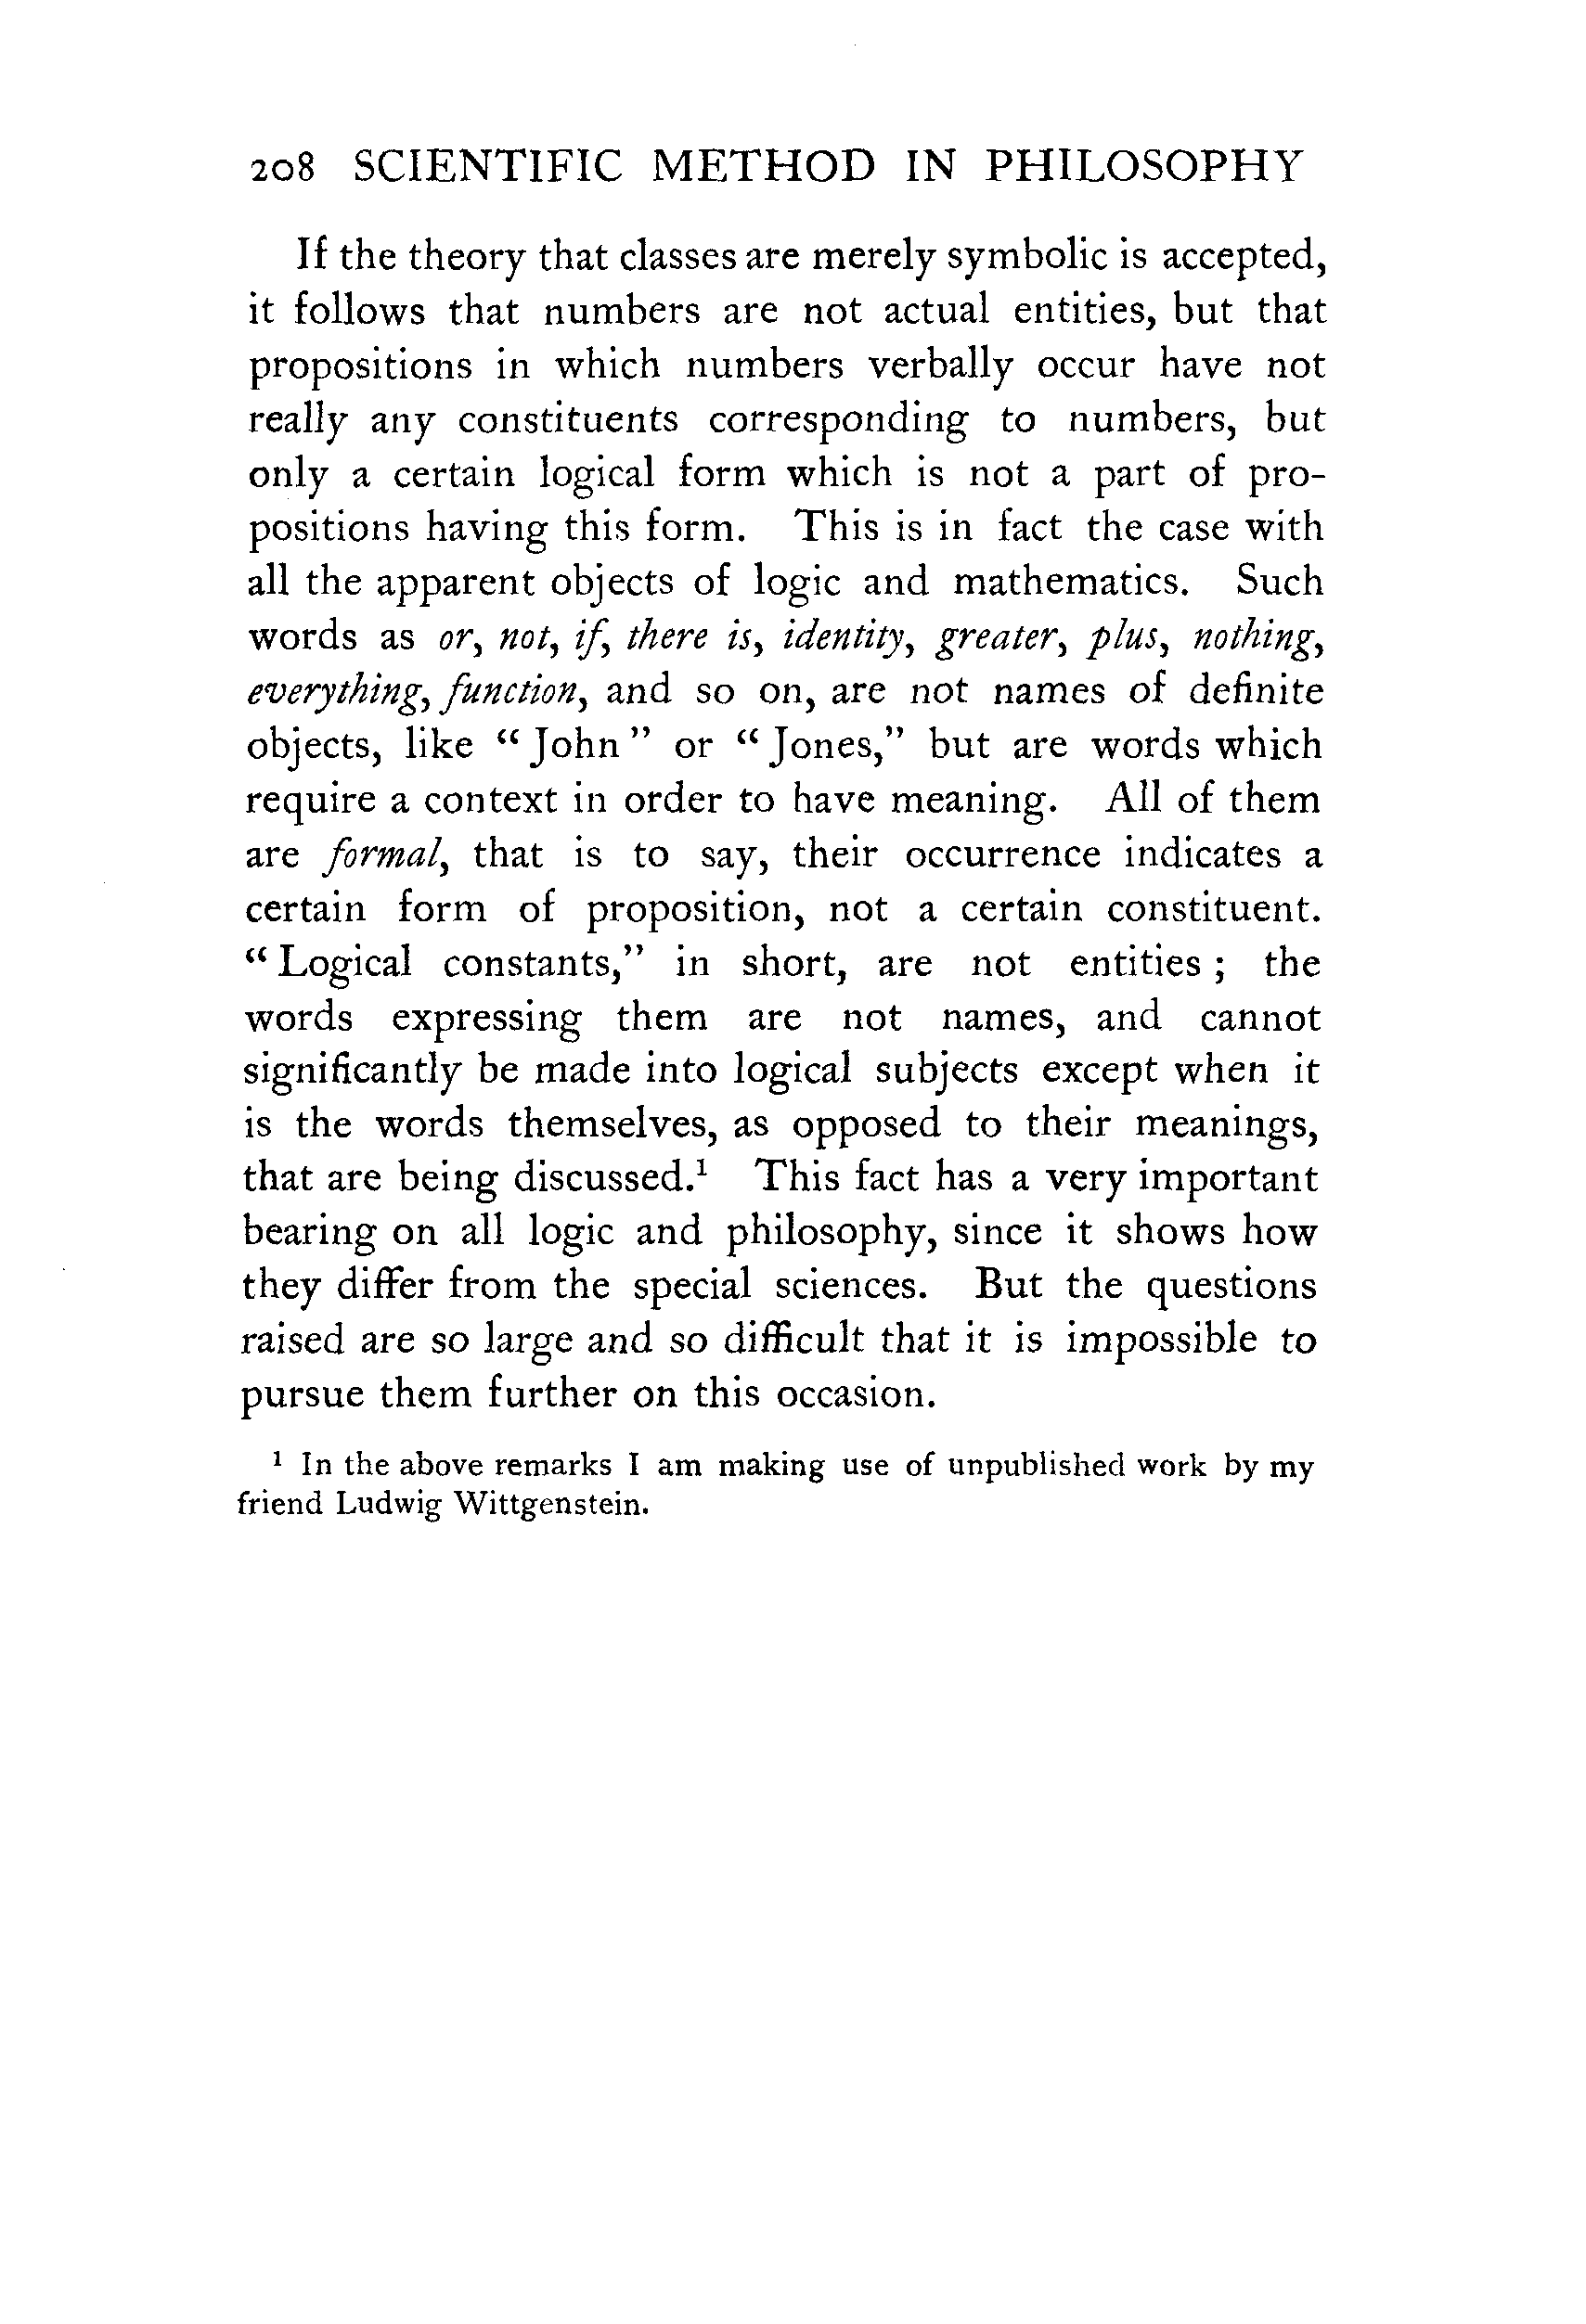 208 SCIENTIFIC METHOD IN PHILOSOPHY
If the theory that classes are merely symbolic is accepted,
it follows that numbers are not actual entities, but that
propositions in which numbers verbally occur have not
really any constituents corresponding to numbers, but
only a certain logical form which is not a part of pro-
positions having this form. This is in fact the case with
all the apparent objects of logic and mathematics. Such
words as or, not, if, there is, identity, greater, plus, nothing,
everything, function, and so on, are not names of definite
objects, like “ John ” or “ Jones,” but are words which
require a context in order to have meaning. All of them
are formal, that is to say, their occurrence indicates a
certain form of proposition, not a certain constituent.
“ Logical constants,” in short, are not entities ; the
words expressing them are not names, and cannot
significantly be made into logical subjects except when it
is the words themselves, as opposed to their meanings,
that are being discussed.¹ This fact has a very important
bearing on all logic and philosophy, since it shows how
they differ from the special sciences. But the questions
raised are so large and so difficult that it is impossible to
pursue them further on this occasion.
¹ In the above remarks I am making use of unpublished work by my
friend Ludwig Wittgenstein.